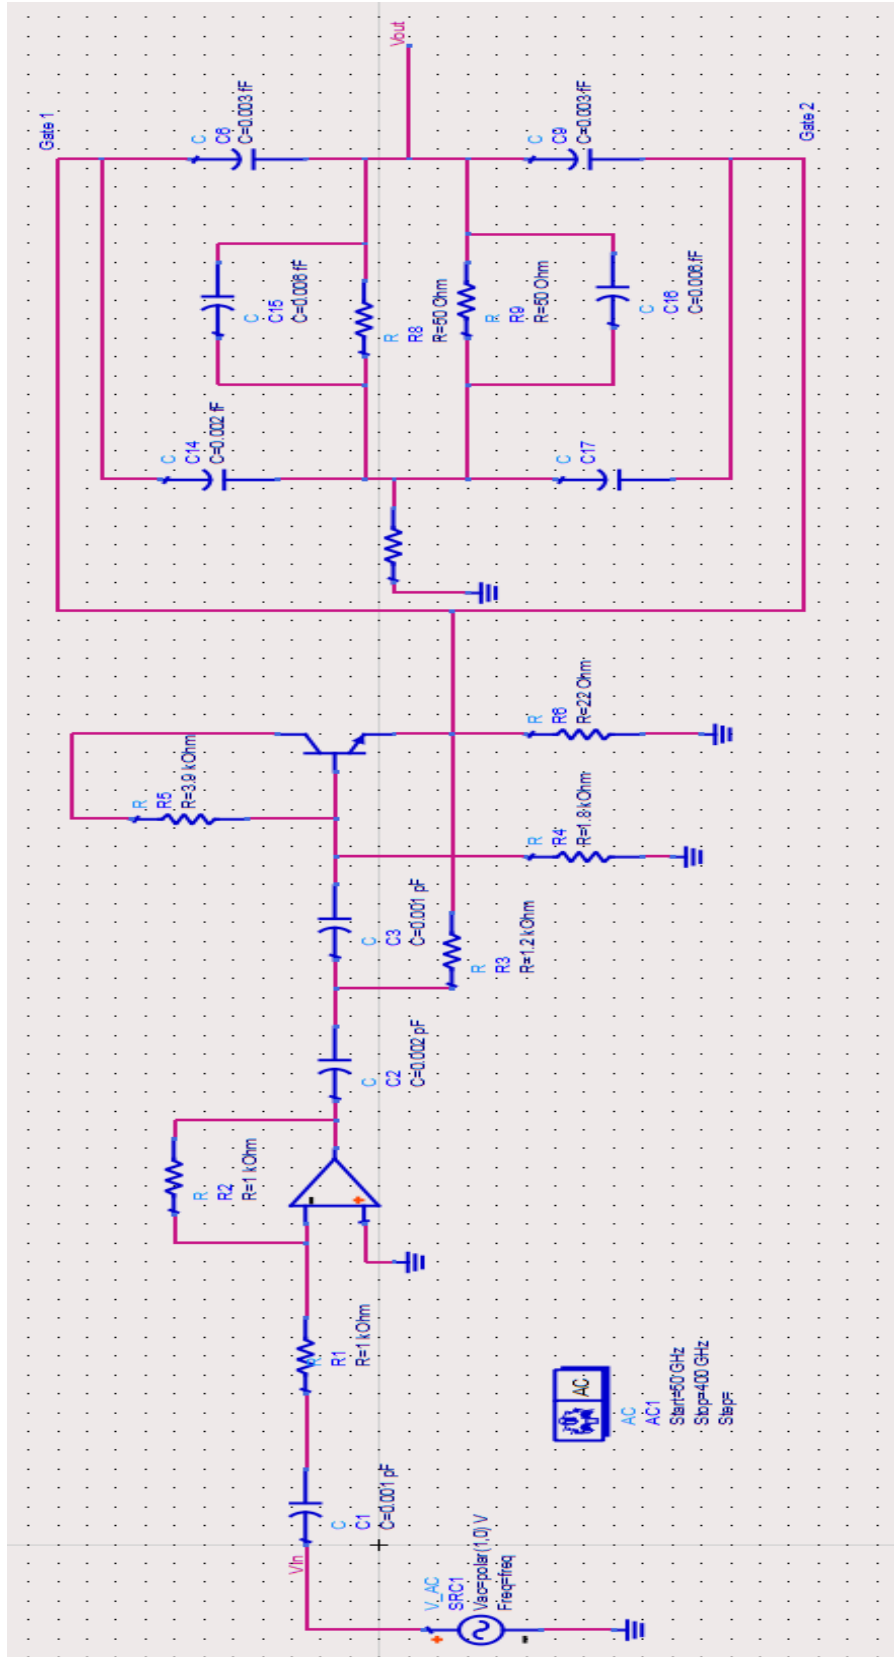 Vout
Gate 1
C
C8
C=0.003 fF
C
C9
C=0.003 fF
Gate 2
C
C15
C=0.006 fF
R
R8
R=50 Ohm
R
R9
R=50 Ohm
C
C16
C=0.006 fF
C
C14
C=0.002 fF
C
C17
R
R5
R=3.9 kOhm
R
R6
R=22 Ohm
R
R4
R=1.8 kOhm
C
C3
C=0.001 pF
R
R3
R=1.2 kOhm
C
C2
C=0.002 pF
R
R2
R=1 kOhm
R
R1
R=1 kOhm
C
C1
C=0.001 pF
Vin
V_AC
SRC1
Vac=polar(1,0) V
Freq=freq
AC
AC
AC1
Start=50 GHz
Stop=400 GHz
Step=